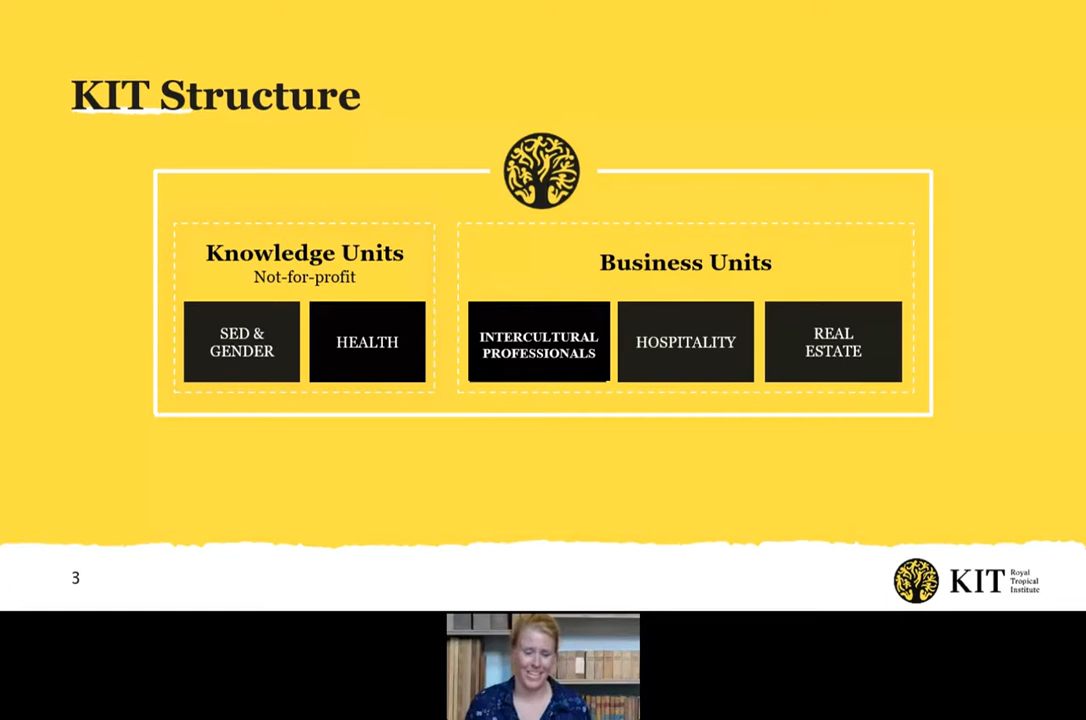 KIT Structure
Knowledge Units
Not-for-profit
SED &
GENDER
HEALTH
Business Units
INTERCULTURAL
PROFESSIONALS
HOSPITALITY
REAL
ESTATE
3
KIT
Royal
Tropical
Institute